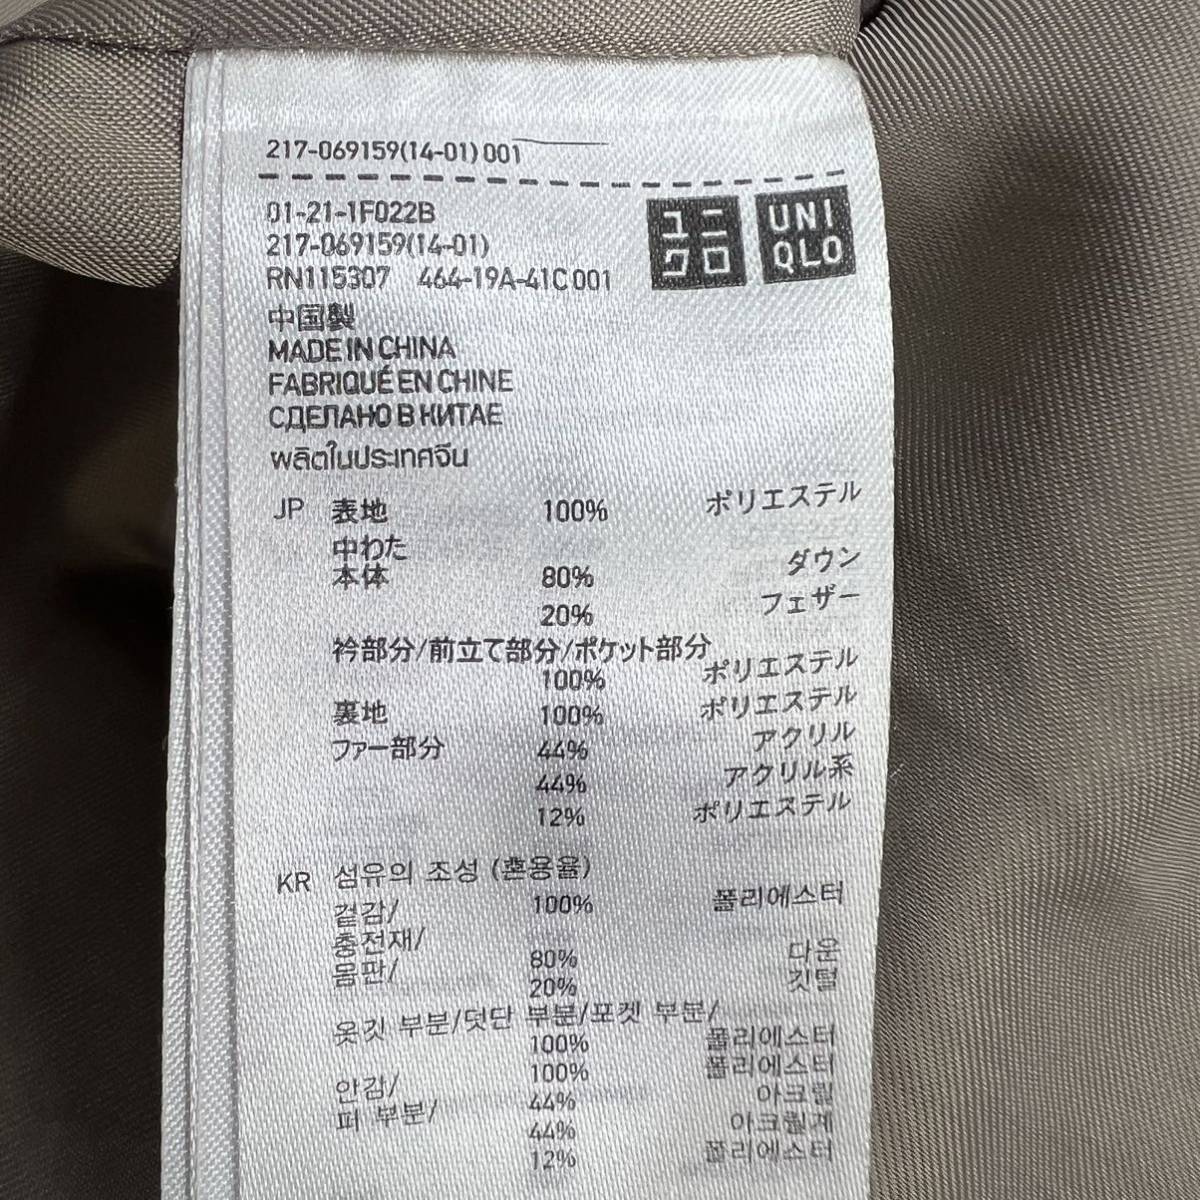 217-069159(14-01) 001
01-21-1F022B
217-069159(14-01)
RN115307 464-19A-41C 001
ユニクロ
UNIQLO
中国製
MADE IN CHINA
FABRIQUÉ EN CHINE
СДЕЛАНО В КИТАЕ
ผลิตในประเทศจีน
JP 表地 100% ポリエステル
中わた
本体 80% ダウン
20% フェザー
衿部分/前立て部分/ポケット部分
100% ポリエステル
裏地 100% ポリエステル
ファー部分 44% アクリル
44% アクリル系
12% ポリエステル
KR 섬유의 조성 (혼용율)
겉감/ 100% 폴리에스터
충전재/
몸판/ 80% 다운
20% 깃털
옷깃 부분/덧단 부분/포켓 부분/
100% 폴리에스터
안감/ 100% 폴리에스터
퍼 부분/ 44% 아크릴
44% 아크릴계
12% 폴리에스터